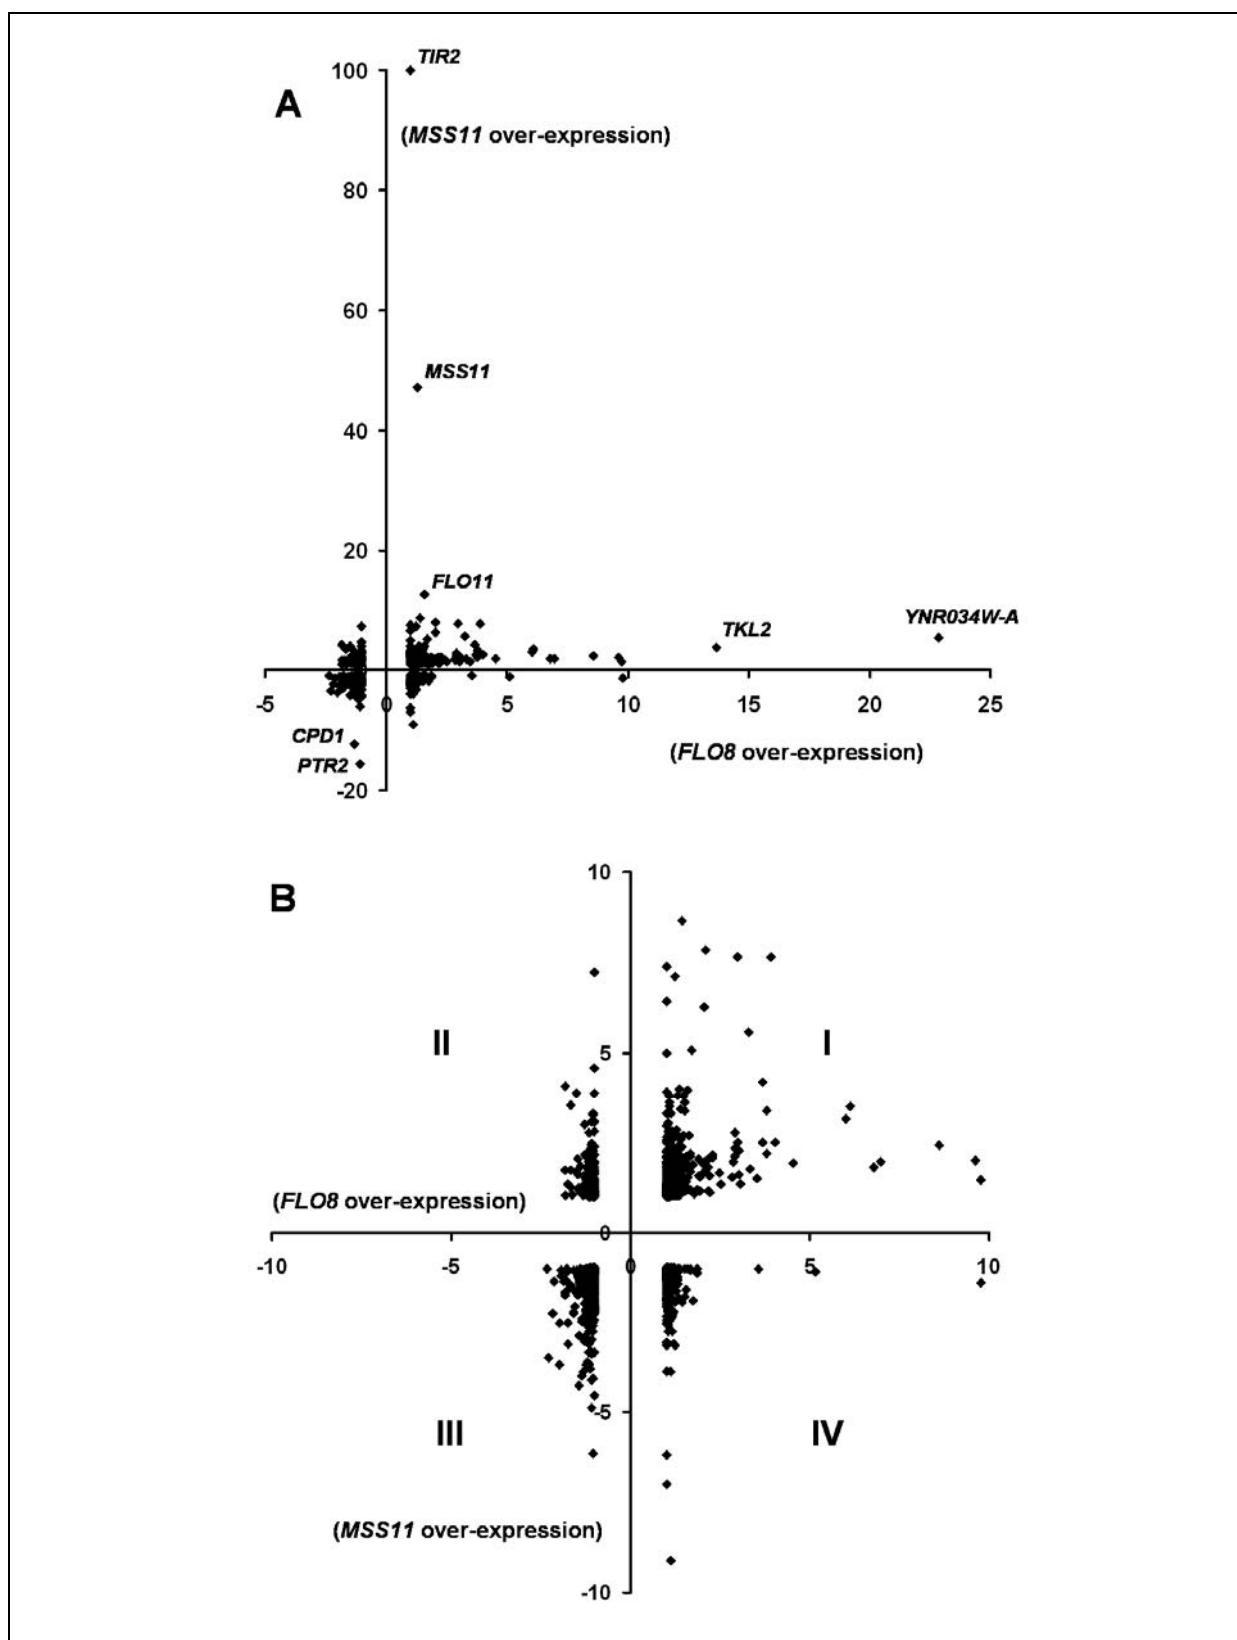 TIR2
100
A
(MSS11 over-expression)
80
60
MSS11
40
20
FLO11
TKL2
YNR034W-A
-5 0 5 10 15 20 25
CPD1
(FLO8 over-expression)
PTR2
-20
10
B
II
I
5
(FLO8 over-expression)
0
-10 -5 0 5 10
-5
III
IV
(MSS11 over-expression)
-10